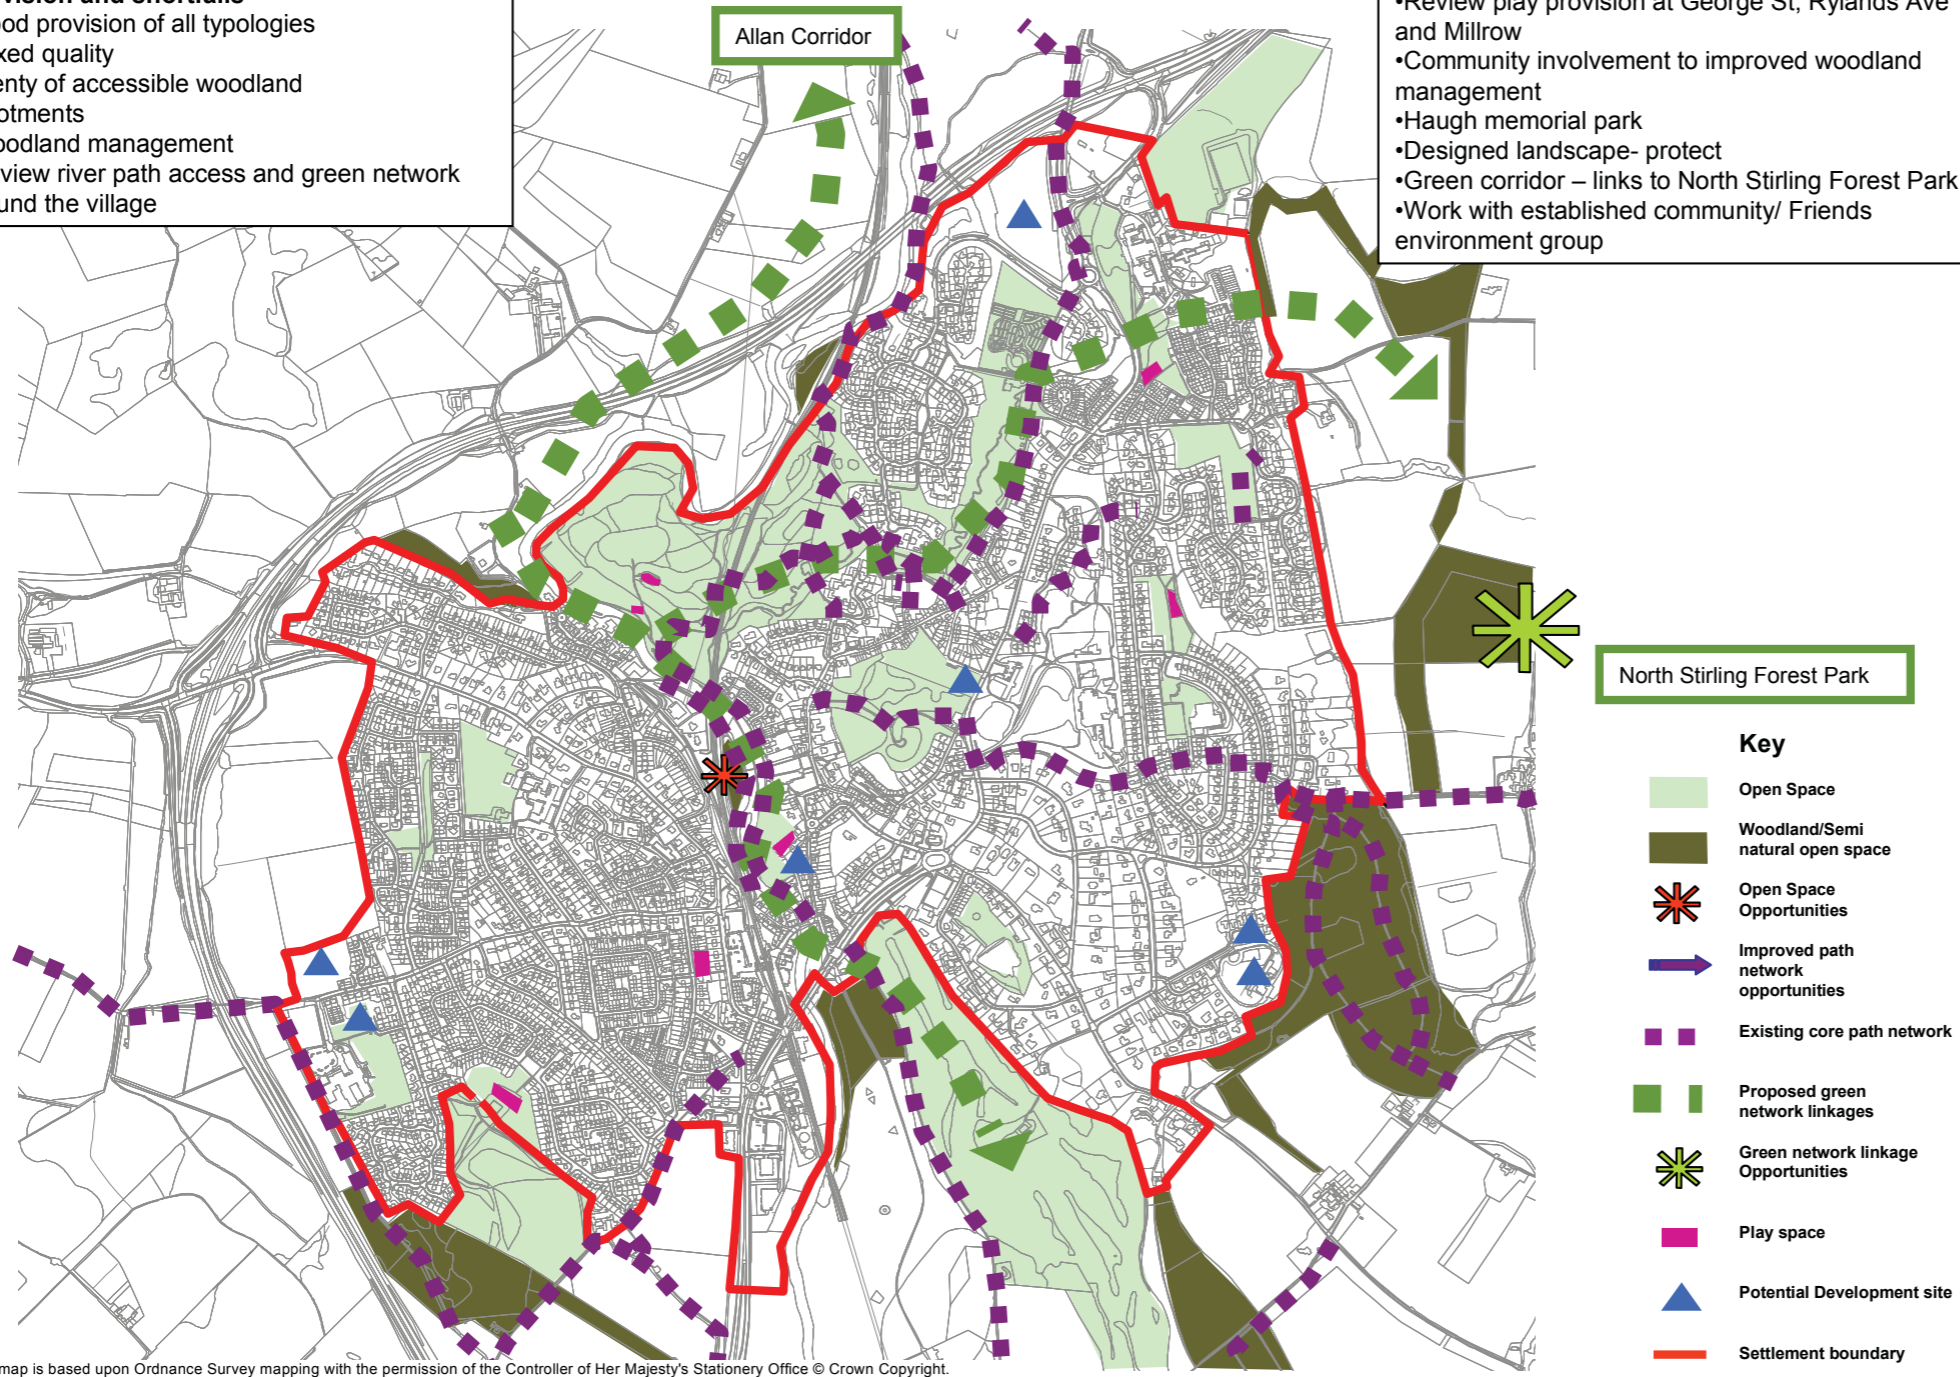 ood provision of all typologies
xed quality
enty of accessible woodland
otments
oodland management
view river path access and green network
und the village
Allan Corridor
•Review play provision at George St, Rylands Ave
and Millrow
•Community involvement to improved woodland
management
•Haugh memorial park
•Designed landscape- protect
•Green corridor – links to North Stirling Forest Park
•Work with established community/ Friends
environment group
North Stirling Forest Park
Key
Open Space
Woodland/Semi
natural open space
Open Space
Opportunities
Improved path
network
opportunities
Existing core path network
Proposed green
network linkages
Green network linkage
Opportunities
Play space
Potential Development site
Settlement boundary
map is based upon Ordnance Survey mapping with the permission of the Controller of Her Majesty's Stationery Office © Crown Copyright.